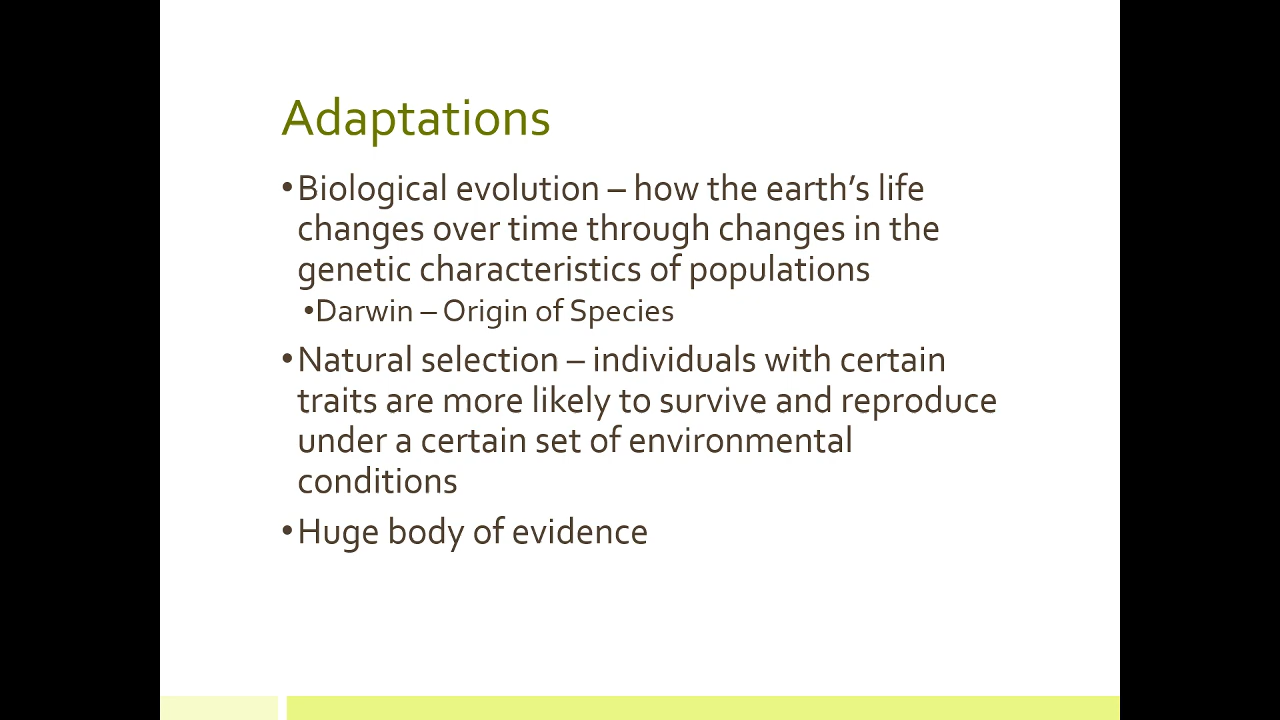 Adaptations
•Biological evolution – how the earth’s life
changes over time through changes in the
genetic characteristics of populations
•Darwin – Origin of Species
•Natural selection – individuals with certain
traits are more likely to survive and reproduce
under a certain set of environmental
conditions
•Huge body of evidence